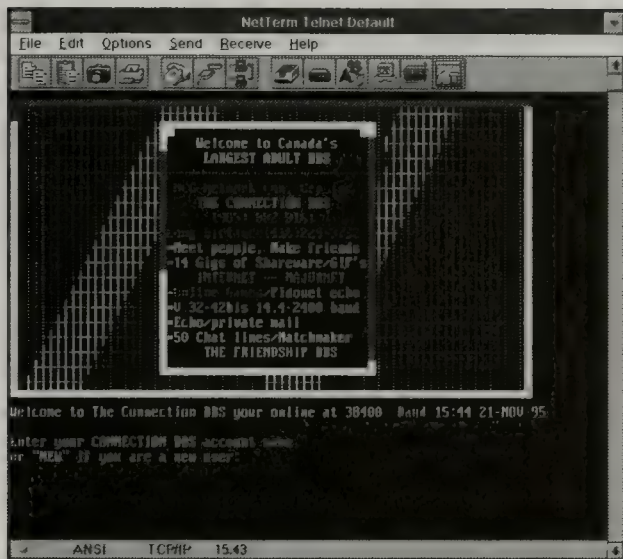 NetTerm Telnet Default
File Edit Options Send Receive Help
Welcome to Canada's
LARGEST ADULT BBS
THE CONNECTION BBS
-Meet people, Make friends
-14 Gigs of Shareware/GIF's
INTERNET -- MAJORNET
-Online Games/Fidonet echo
-V 32-42bis 14.4-2400 baud
-Echo/private mail
-50 Chat lines/Matchmaker
THE FRIENDSHIP BBS
Welcome to The Connection BBS your online at 38400 Baud 15:44 21-NOV 95
Enter your CONNECTION BBS account name
or "NEW" if you are a new user:
ANSI TCP/IP 15:43